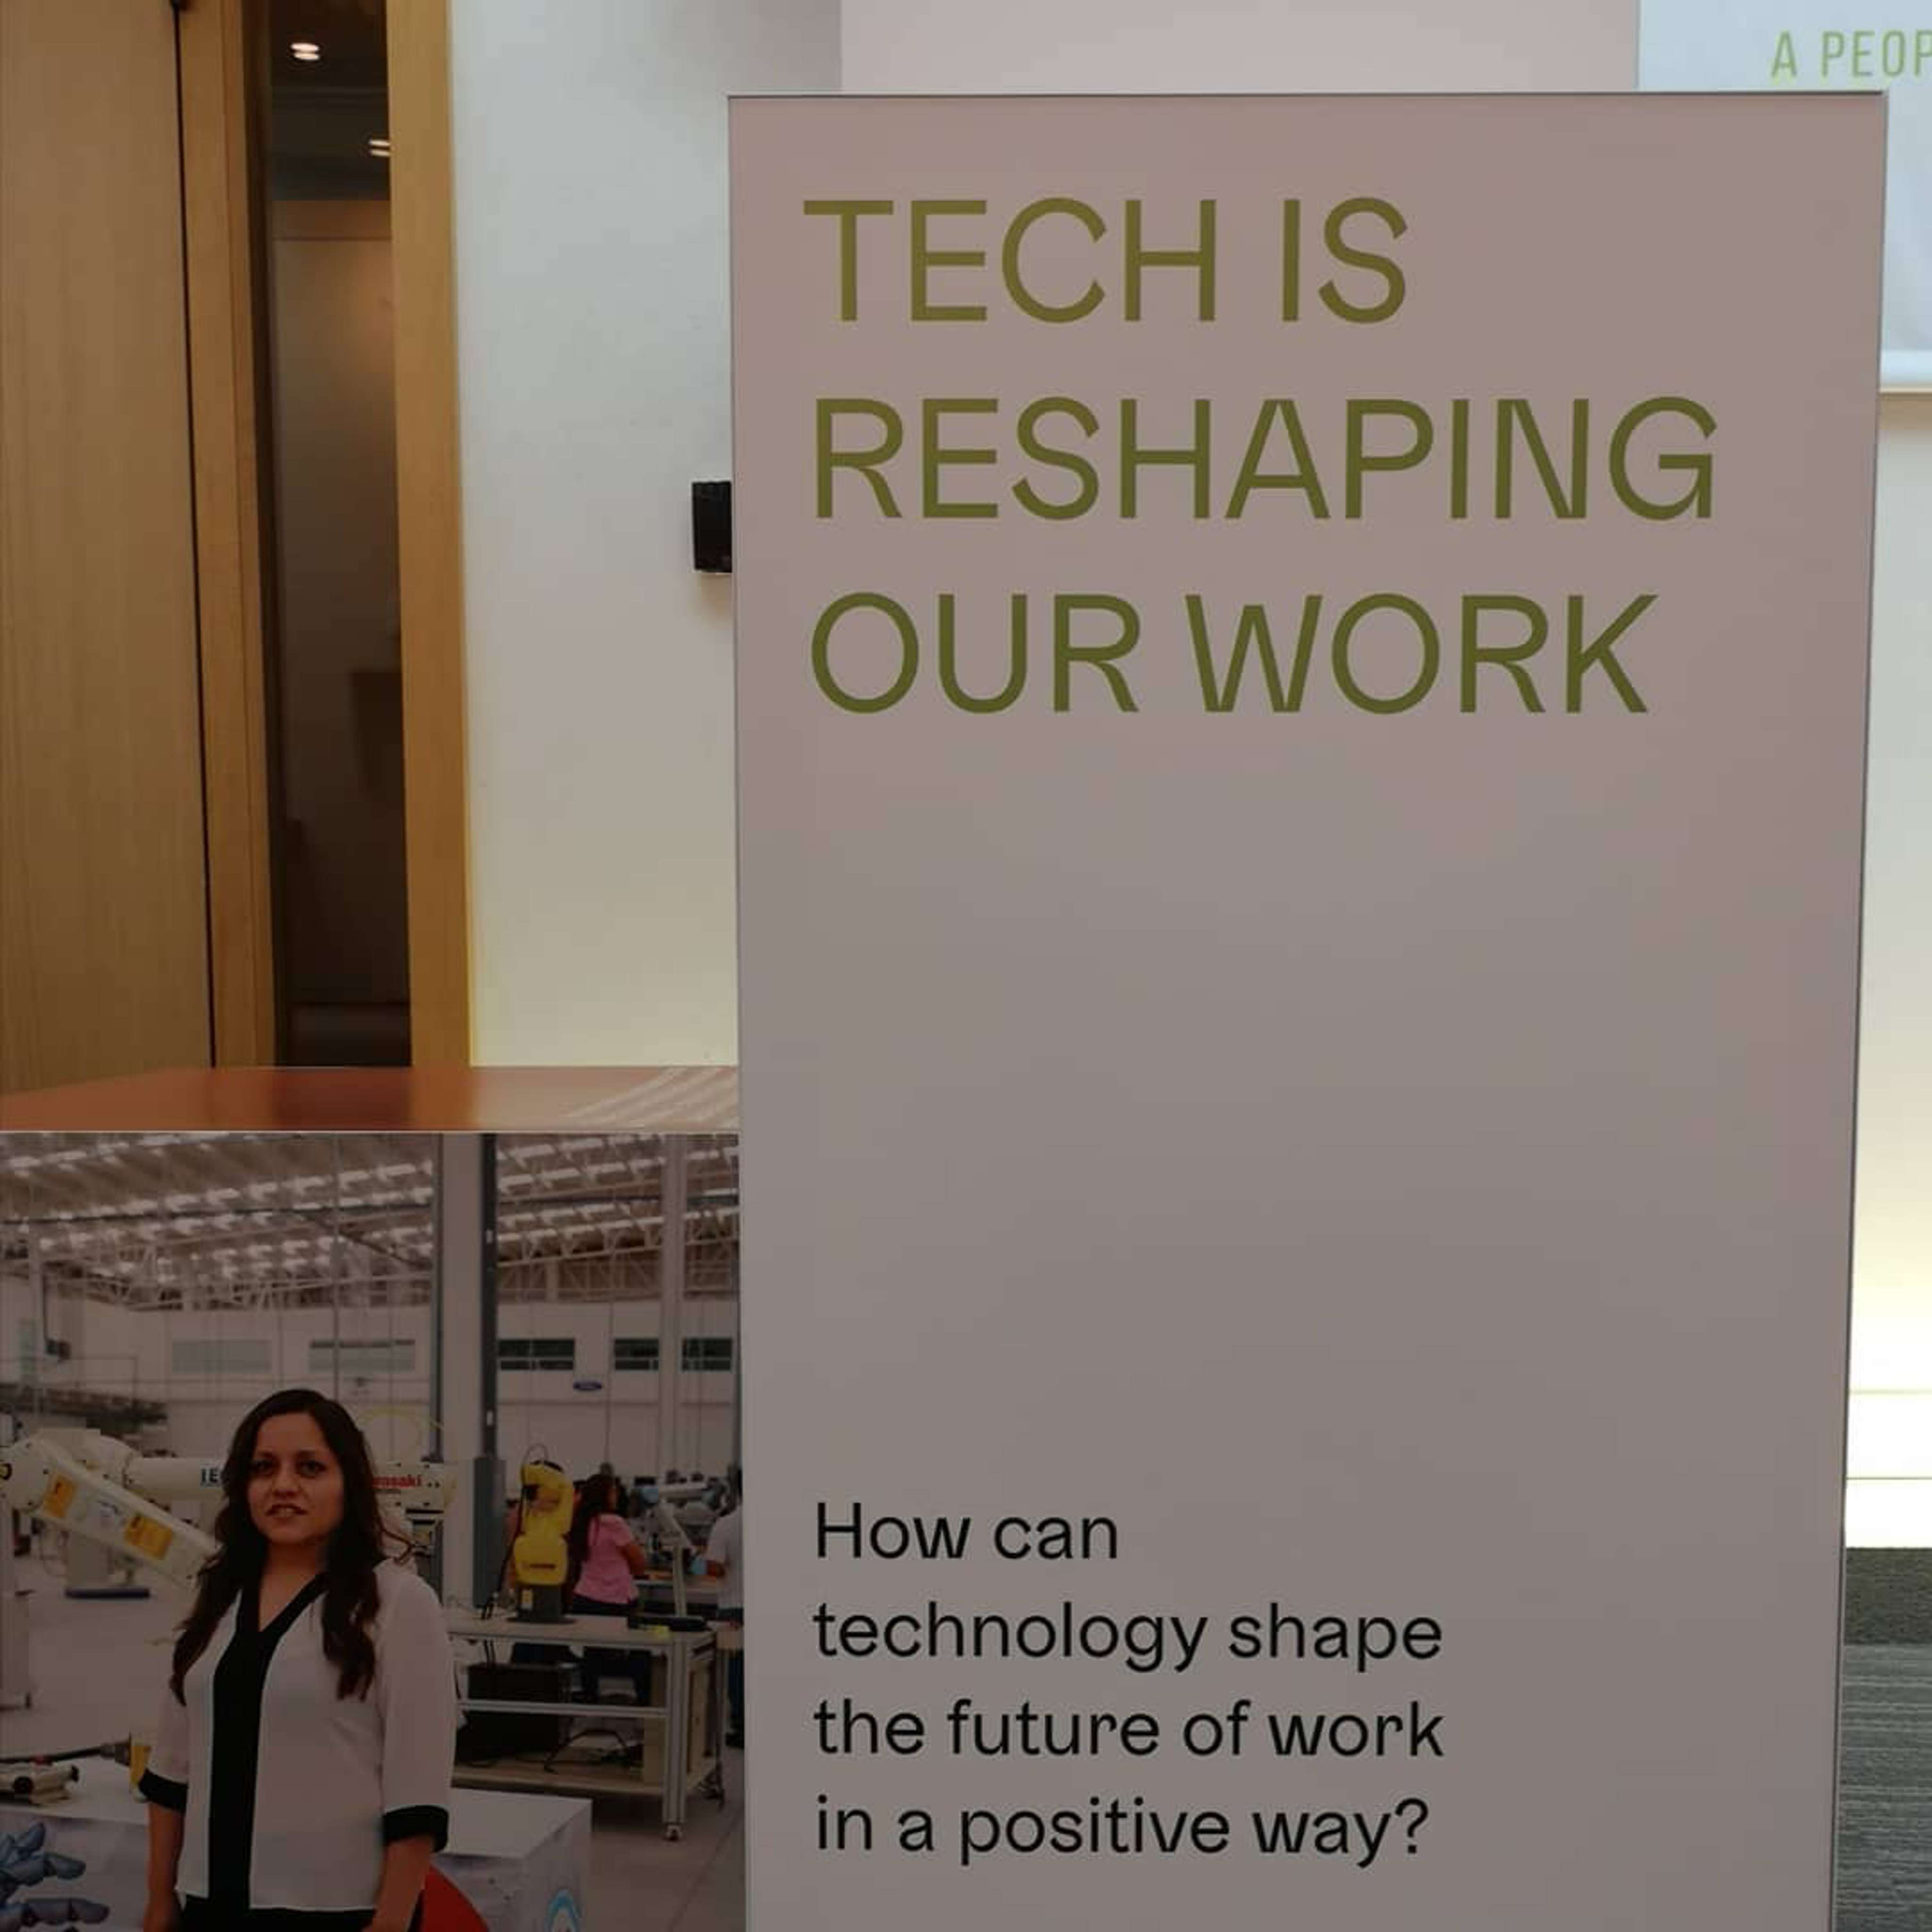 A PEOP
TECH IS
RESHAPING
OUR WORK
How can
technology shape
the future of work
in a positive way?